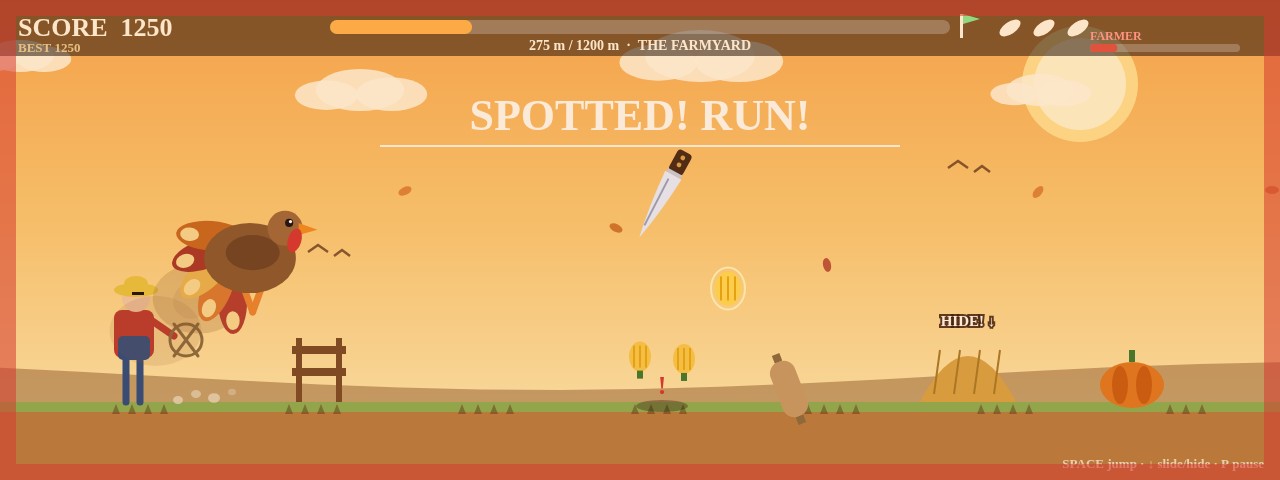 SCORE 1250
BEST 1250
275 m / 1200 m · THE FARMYARD
FARMER
SPOTTED! RUN!
HIDE! ↓
!
SPACE jump · ↓ slide/hide · P pause